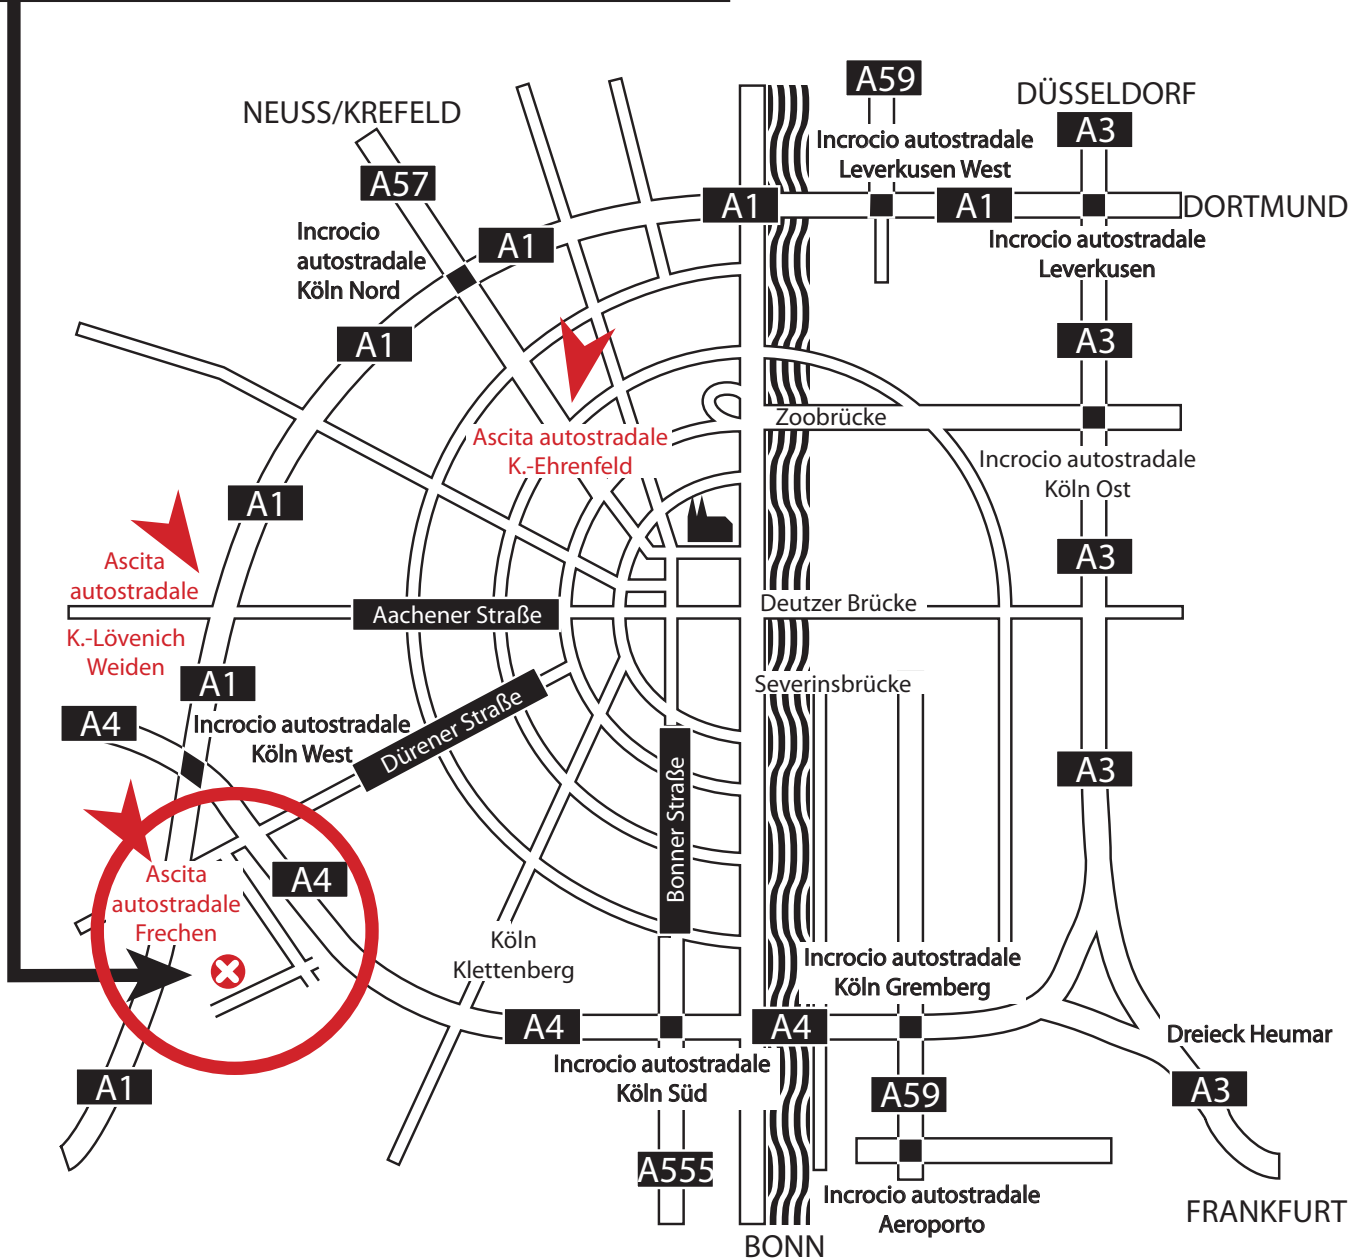 A59
DÜSSELDORF
A3
NEUSS/KREFELD
Incrocio autostradale
Leverkusen West
A57
A1
A1
DORTMUND
Incrocio
autostradale
Köln Nord
A1
Incrocio autostradale
Leverkusen
A1
A3
Zoobrücke
Ascita autostradale
K.-Ehrenfeld
Incrocio autostradale
Köln Ost
A1
A3
Ascita
autostradale
K.-Lövenich
Weiden
Aachener Straße
Deutzer Brücke
A1
Severinsbrücke
A4
Incrocio autostradale
Köln West
Dürener Straße
Bonner Straße
A3
Ascita
autostradale
Frechen
A4
Köln
Klettenberg
Incrocio autostradale
Köln Gremberg
A4
A4
Dreieck Heumar
Incrocio autostradale
Köln Süd
A1
A59
A3
A555
Incrocio autostradale
Aeroporto
FRANKFURT
BONN